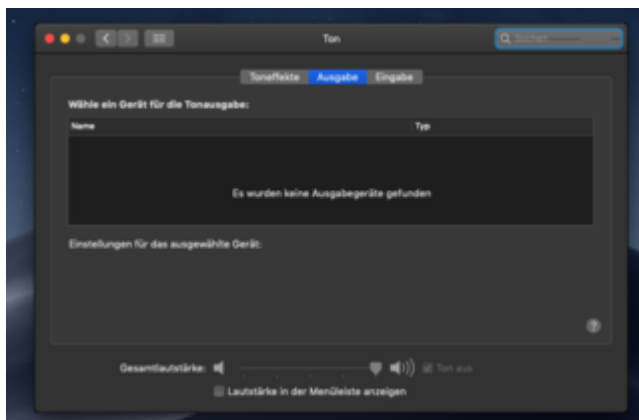 Ton
Suchen
Toneffekte Ausgabe Eingabe
Wähle ein Gerät für die Tonausgabe:
Name Typ
Es wurden keine Ausgabegeräte gefunden
Einstellungen für das ausgewählte Gerät:
?
Gesamtlautstärke: Ton aus
Lautstärke in der Menüleiste anzeigen